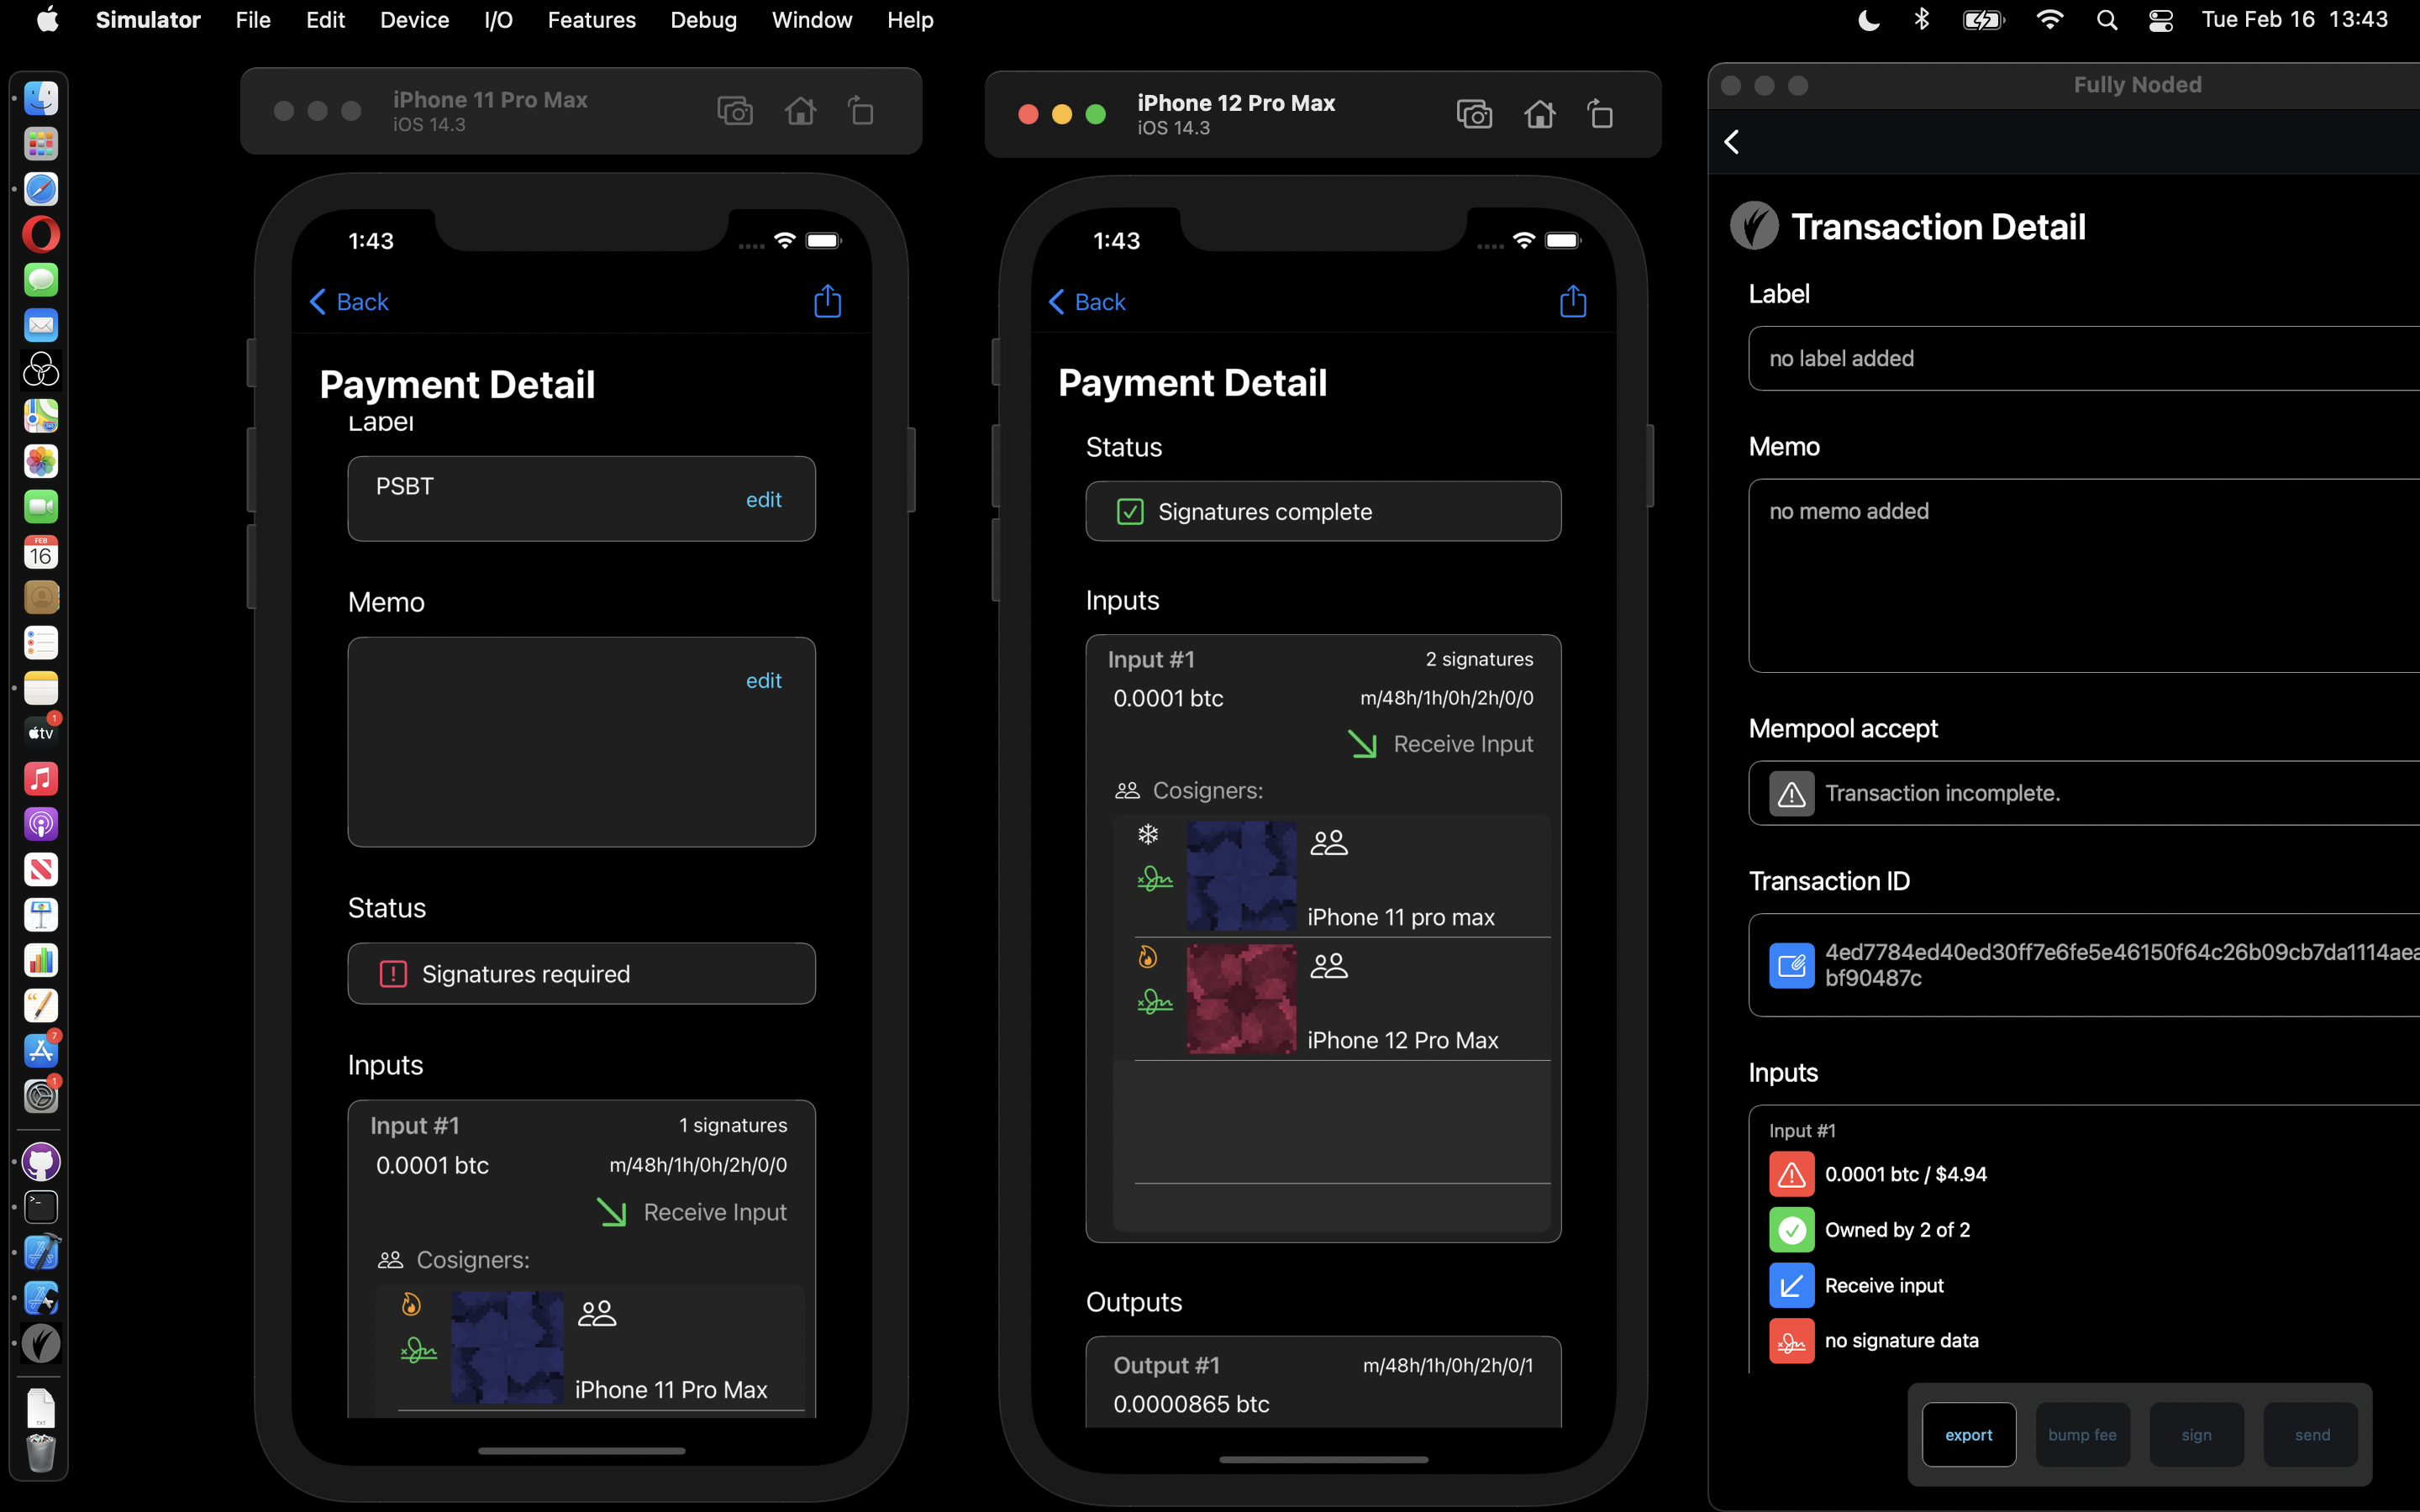 Simulator File Edit Device I/O Features Debug Window Help
Tue Feb 16 13:43
iPhone 11 Pro Max
iOS 14.3
1:43
Back
Payment Detail
Label
PSBT
edit
Memo
edit
Status
Signatures required
Inputs
Input #1 1 signatures
0.0001 btc m/48h/1h/0h/2h/0/0
Receive Input
Cosigners:
iPhone 11 Pro Max
iPhone 12 Pro Max
iOS 14.3
1:43
Back
Payment Detail
Status
Signatures complete
Inputs
Input #1 2 signatures
0.0001 btc m/48h/1h/0h/2h/0/0
Receive Input
Cosigners:
iPhone 11 pro max
iPhone 12 Pro Max
Outputs
Output #1 m/48h/1h/0h/2h/0/1
0.0000865 btc
Fully Noded
Transaction Detail
Label
no label added
Memo
no memo added
Mempool accept
Transaction incomplete.
Transaction ID
4ed7784ed40ed30ff7e6fe5e46150f64c26b09cb7da1114aea
bf90487c
Inputs
Input #1
0.0001 btc / $4.94
Owned by 2 of 2
Receive input
no signature data
export bump fee sign send
FEB
16
tv
1
7
1
TXT